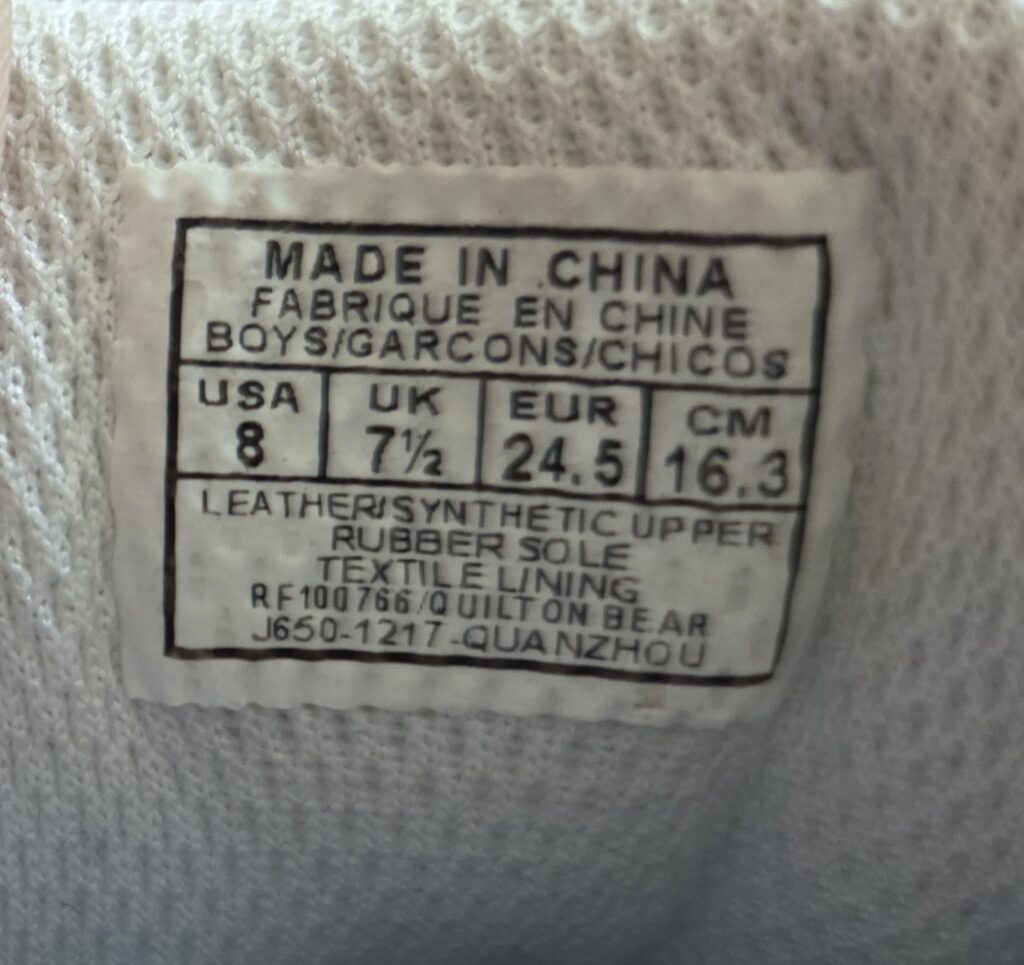 MADE IN CHINA
FABRIQUE EN CHINE
BOYS/GARCONS/CHICOS
USA UK EUR CM
8 7½ 24.5 16.3
LEATHER/SYNTHETIC UPPER
RUBBER SOLE
TEXTILE LINING
RF100766/QUILTON BEAR
J650-1217-QUANZHOU